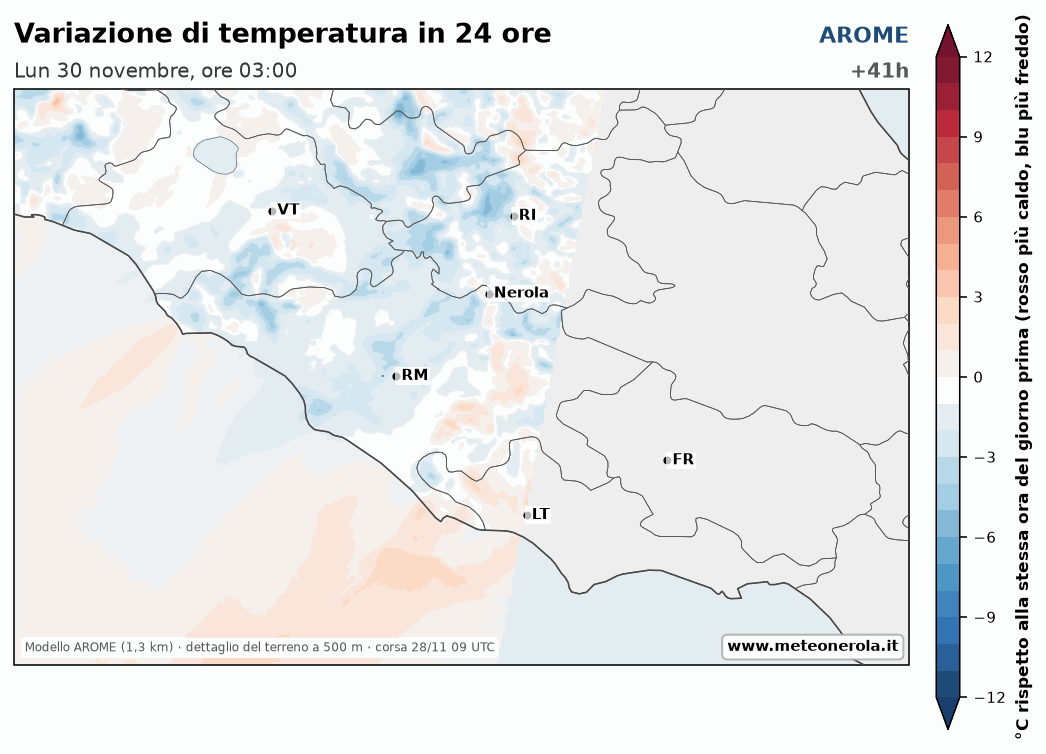 Variazione di temperatura in 24 ore
AROME
Lun 30 novembre, ore 03:00
+41h
VT
RI
Nerola
RM
FR
LT
Modello AROME (1,3 km) · dettaglio del terreno a 500 m · corsa 28/11 09 UTC
www.meteonerola.it
12
9
6
3
0
−3
−6
−9
−12
°C rispetto alla stessa ora del giorno prima (rosso più caldo, blu più freddo)